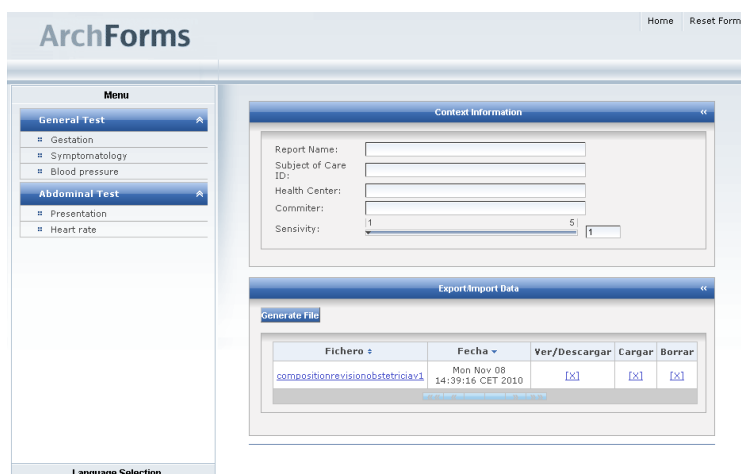 Home Reset Form
ArchForms
Menu
General Test
Gestation
Symptomatology
Blood pressure
Abdominal Test
Presentation
Heart rate
Language Selection
Context Information
Report Name:
Subject of Care
ID:
Health Center:
Commiter:
Sensivity:
1 5
1
Export/Import Data
Generate File
Fichero Fecha Ver/Descargar Cargar Borrar
compositionrevisionobstetriciav1 Mon Nov 08
14:39:16 CET 2010 [X] [X] [X]